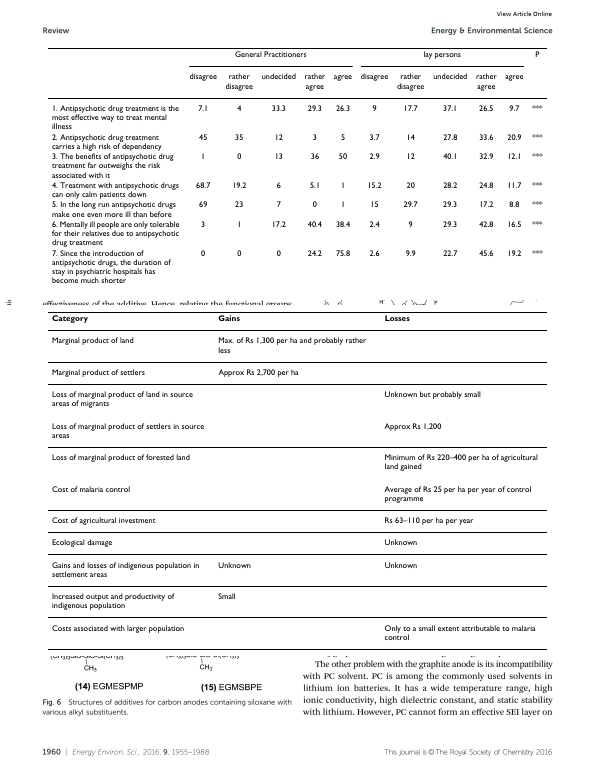 View Article Online
Review
Energy & Environmental Science
General Practitioners lay persons P
disagree rather disagree undecided rather agree agree disagree rather disagree undecided rather agree agree
1. Antipsychotic drug treatment is the 7.1 4 33.3 29.3 26.3 9 17.7 37.1 26.5 9.7 ***
most effective way to treat mental
illness
2. Antipsychotic drug treatment 45 35 12 3 5 3.7 14 27.8 33.6 20.9 ***
carries a high risk of dependency
3. The benefits of antipsychotic drug 1 0 13 36 50 2.9 12 40.1 32.9 12.1 ***
treatment far outweighs the risk
associated with it
4. Treatment with antipsychotic drugs 68.7 19.2 6 5.1 1 15.2 20 28.2 24.8 11.7 ***
can only calm patients down
5. In the long run antipsychotic drugs 69 23 7 0 1 15 29.7 29.3 17.2 8.8 ***
make one even more ill than before
6. Mentally ill people are only tolerable 3 1 17.2 40.4 38.4 2.4 9 29.3 42.8 16.5 ***
for their relatives due to antipsychotic
drug treatment
7. Since the introduction of 0 0 0 24.2 75.8 2.6 9.9 22.7 45.6 19.2 ***
antipsychotic drugs, the duration of
stay in psychiatric hospitals has
become much shorter
effectiveness of the additive. Hence, relating the functional groups
Category Gains Losses
Marginal product of land Max. of Rs 1,300 per ha and probably rather
less
Marginal product of settlers Approx Rs 2,700 per ha
Loss of marginal product of land in source Unknown but probably small
areas of migrants
Loss of marginal product of settlers in source Approx Rs 1,200
areas
Loss of marginal product of forested land Minimum of Rs 220–400 per ha of agricultural
land gained
Cost of malaria control Average of Rs 25 per ha per year of control
programme
Cost of agricultural investment Rs 63–110 per ha per year
Ecological damage Unknown
Gains and losses of indigenous population in Unknown Unknown
settlement areas
Increased output and productivity of Small
indigenous population
Costs associated with larger population Only to a small extent attributable to malaria
control
CH3 CH3
(14) EGMESPMP (15) EGMSBPE
Fig. 6 Structures of additives for carbon anodes containing siloxane with
various alkyl substituents.
The other problem with the graphite anode is its incompatibility
with PC solvent. PC is among the commonly used solvents in
lithium ion batteries. It has a wide temperature range, high
ionic conductivity, high dielectric constant, and static stability
with lithium. However, PC cannot form an effective SEI layer on
1960 | Energy Environ. Sci., 2016, 9, 1955–1988
This journal is © The Royal Society of Chemistry 2016